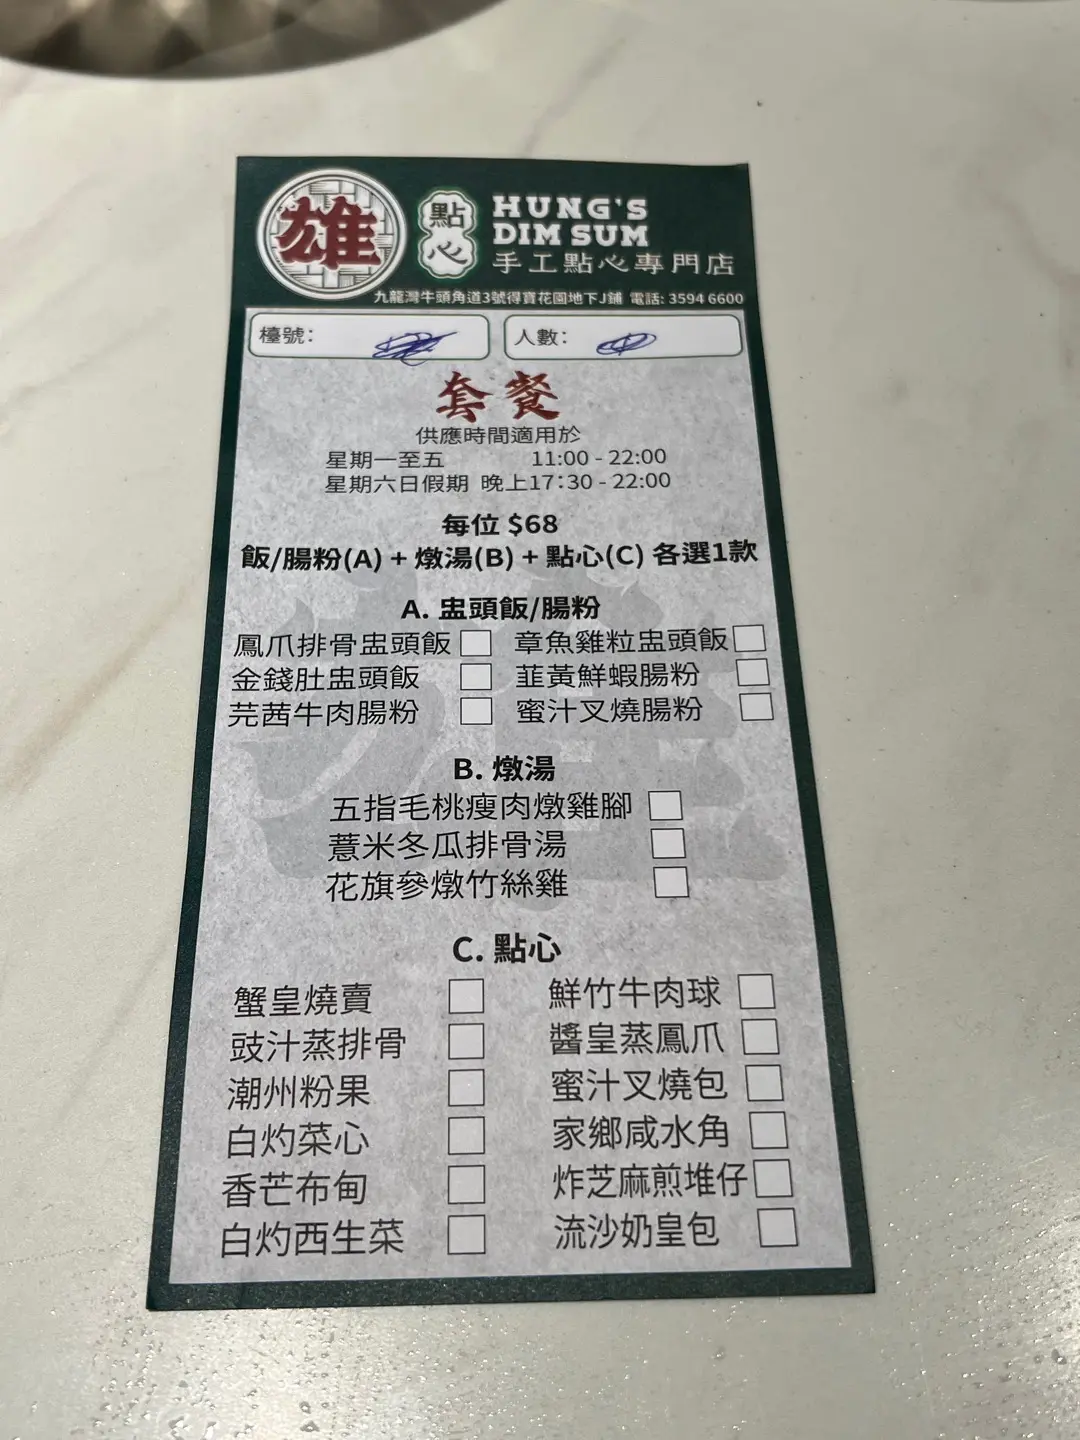 雄
點心
HUNG'S
DIM SUM
手工點心專門店
九龍灣牛頭角道3號得寶花園地下J鋪 電話: 3594 6600
檯號: 人數:
套餐
供應時間適用於
星期一至五 11:00 - 22:00
星期六日假期 晚上17:30 - 22:00
每位 $68
飯/腸粉(A) + 燉湯(B) + 點心(C) 各選1款
A. 盅頭飯/腸粉
鳳爪排骨盅頭飯 章魚雞粒盅頭飯
金錢肚盅頭飯 韮黃鮮蝦腸粉
芫茜牛肉腸粉 蜜汁叉燒腸粉
B. 燉湯
五指毛桃瘦肉燉雞腳
薏米冬瓜排骨湯
花旗參燉竹絲雞
C. 點心
蟹皇燒賣 鮮竹牛肉球
豉汁蒸排骨 醬皇蒸鳳爪
潮州粉果 蜜汁叉燒包
白灼菜心 家鄉咸水角
香芒布甸 炸芝麻煎堆仔
白灼西生菜 流沙奶皇包